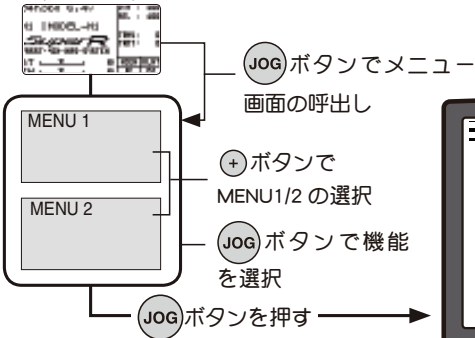 01 [MODEL-01
Super R
JOGボタンでメニュー
画面の呼出し
MENU 1
+ボタンで
MENU1/2 の選択
MENU 2
JOGボタンで機能
を選択
JOGボタンを押す